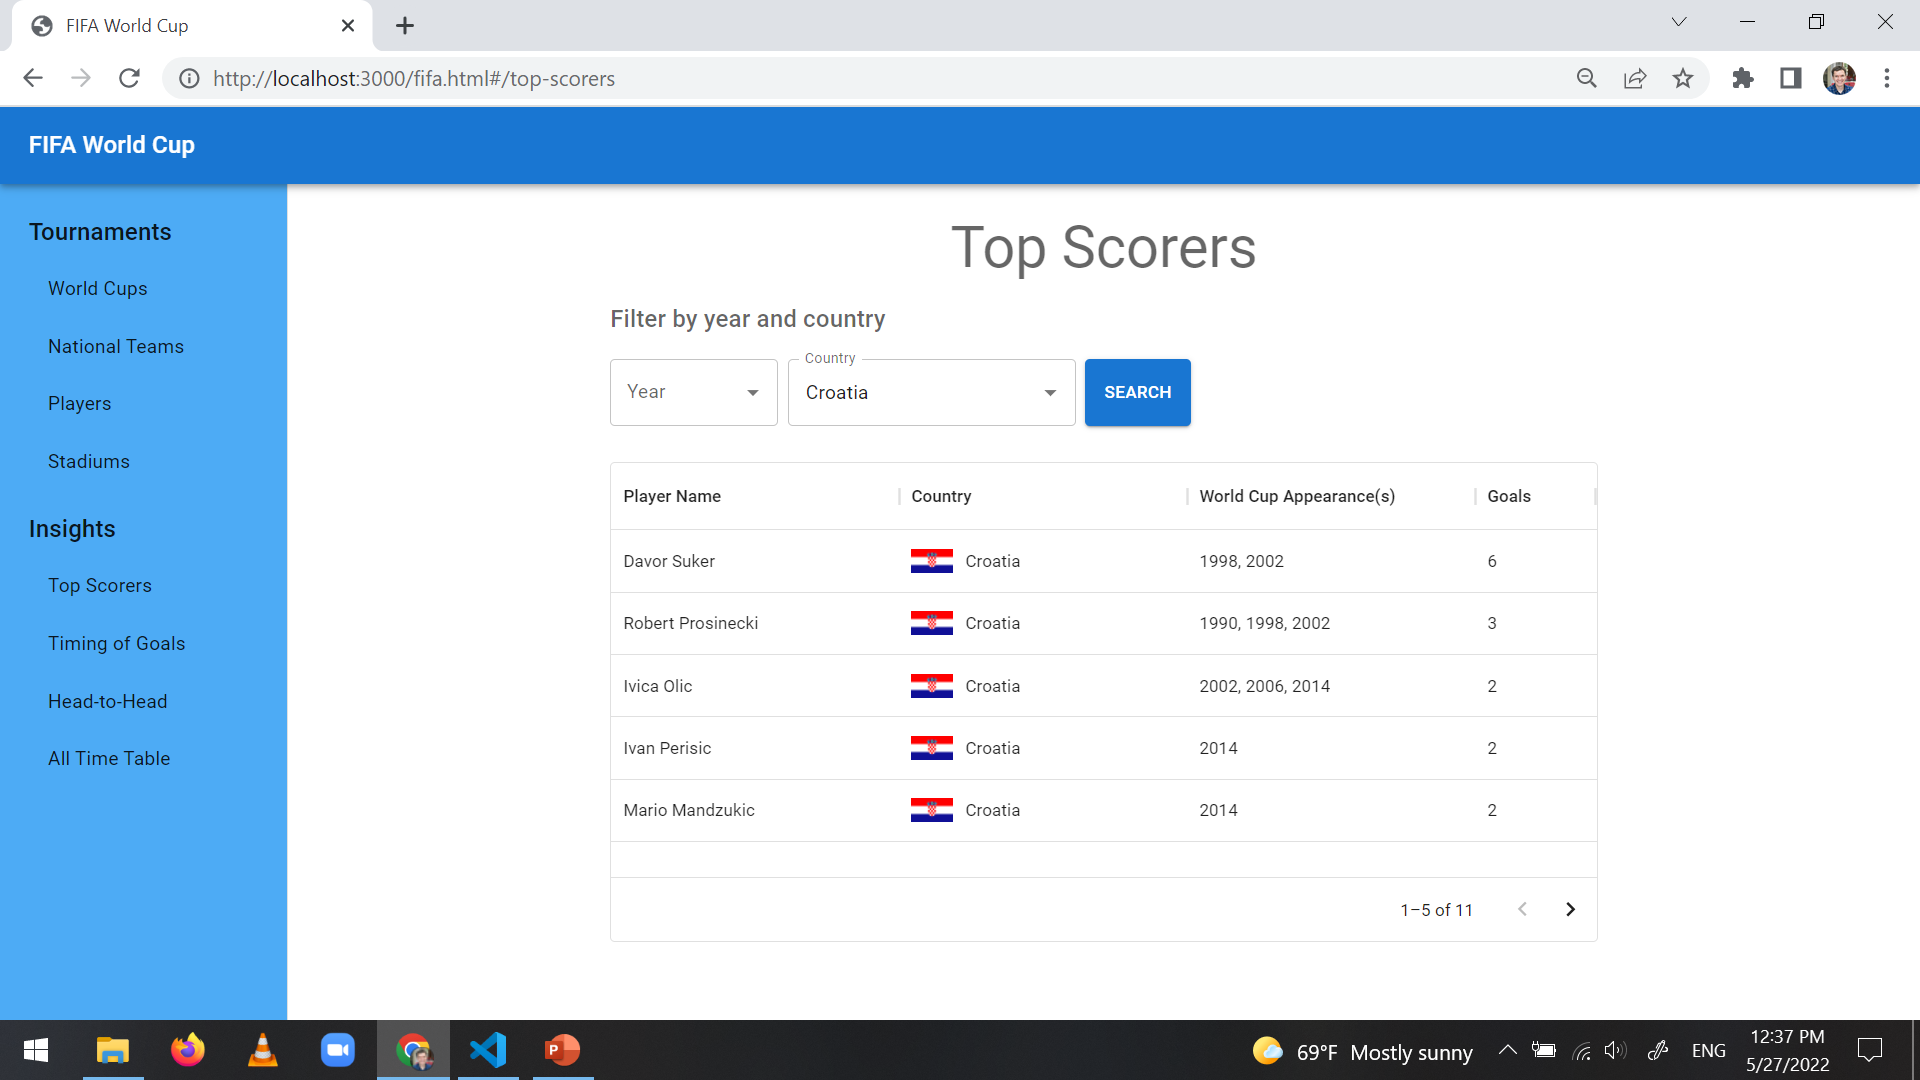 FIFA World Cup
http://localhost:3000/fifa.html#/top-scorers
FIFA World Cup
Tournaments
World Cups
National Teams
Players
Stadiums
Insights
Top Scorers
Timing of Goals
Head-to-Head
All Time Table
Top Scorers
Filter by year and country
Year
Country
Croatia
SEARCH
Player Name Country World Cup Appearance(s) Goals
Davor Suker Croatia 1998, 2002 6
Robert Prosinecki Croatia 1990, 1998, 2002 3
Ivica Olic Croatia 2002, 2006, 2014 2
Ivan Perisic Croatia 2014 2
Mario Mandzukic Croatia 2014 2
1–5 of 11
P
69°F Mostly sunny
ENG
12:37 PM
5/27/2022